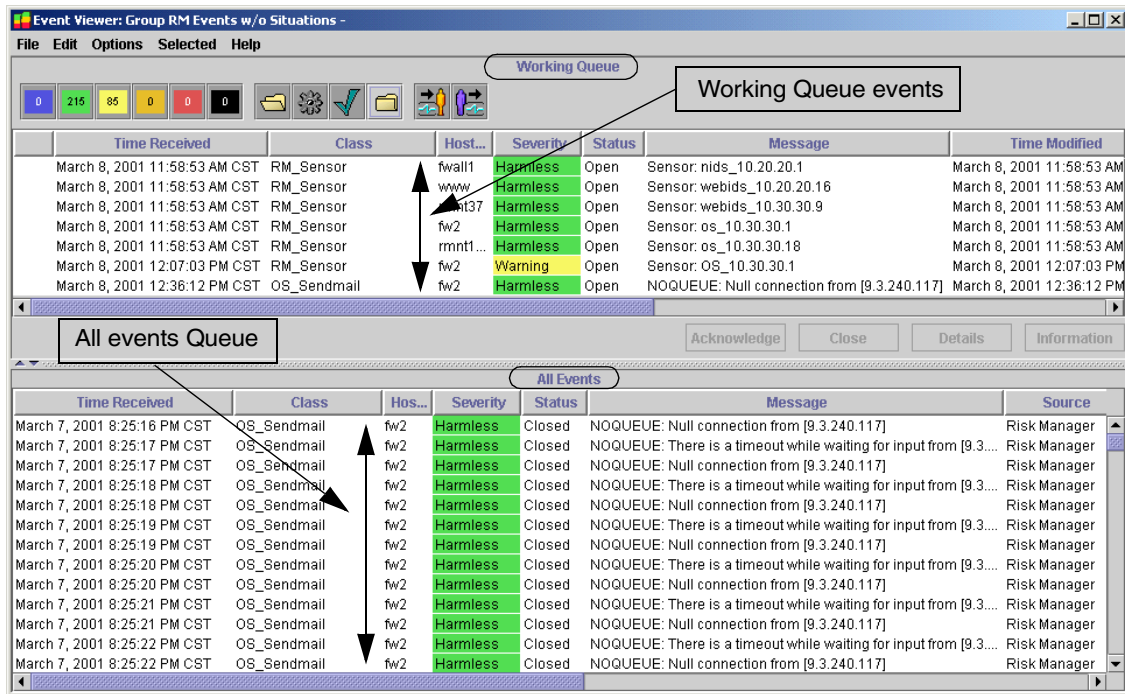 Event Viewer: Group RM Events w/o Situations -
File Edit Options Selected Help
Working Queue
0 215 85 0 0 0
Working Queue events
Time Received Class Host... Severity Status Message Time Modified
March 8, 2001 11:58:53 AM CST RM_Sensor fwall1 Harmless Open Sensor: nids_10.20.20.1 March 8, 2001 11:58:53 AM
March 8, 2001 11:58:53 AM CST RM_Sensor www Harmless Open Sensor: webids_10.20.20.16 March 8, 2001 11:58:53 AM
March 8, 2001 11:58:53 AM CST RM_Sensor Harmless Open Sensor: webids_10.30.30.9 March 8, 2001 11:58:53 AM
March 8, 2001 11:58:53 AM CST RM_Sensor fw2 Harmless Open Sensor: os_10.30.30.1 March 8, 2001 11:58:53 AM
March 8, 2001 11:58:53 AM CST RM_Sensor rmnt1... Harmless Open Sensor: os_10.30.30.18 March 8, 2001 11:58:53 AM
March 8, 2001 12:07:03 PM CST RM_Sensor fw2 Warning Open Sensor: OS_10.30.30.1 March 8, 2001 12:07:03 PM
March 8, 2001 12:36:12 PM CST OS_Sendmail fw2 Harmless Open NOQUEUE: Null connection from [9.3.240.117] March 8, 2001 12:36:12 PM
All events Queue
Acknowledge Close Details Information
All Events
Time Received Class Hos... Severity Status Message Source
March 7, 2001 8:25:16 PM CST OS_Sendmail fw2 Harmless Closed NOQUEUE: Null connection from [9.3.240.117] Risk Manager
March 7, 2001 8:25:17 PM CST OS_Sendmail fw2 Harmless Closed NOQUEUE: There is a timeout while waiting for input from [9.3.... Risk Manager
March 7, 2001 8:25:17 PM CST OS_Sendmail fw2 Harmless Closed NOQUEUE: Null connection from [9.3.240.117] Risk Manager
March 7, 2001 8:25:18 PM CST OS_Sendmail fw2 Harmless Closed NOQUEUE: There is a timeout while waiting for input from [9.3.... Risk Manager
March 7, 2001 8:25:18 PM CST OS_Sendmail fw2 Harmless Closed NOQUEUE: Null connection from [9.3.240.117] Risk Manager
March 7, 2001 8:25:19 PM CST OS_Sendmail fw2 Harmless Closed NOQUEUE: There is a timeout while waiting for input from [9.3.... Risk Manager
March 7, 2001 8:25:19 PM CST OS_Sendmail fw2 Harmless Closed NOQUEUE: Null connection from [9.3.240.117] Risk Manager
March 7, 2001 8:25:20 PM CST OS_Sendmail fw2 Harmless Closed NOQUEUE: There is a timeout while waiting for input from [9.3.... Risk Manager
March 7, 2001 8:25:20 PM CST OS_Sendmail fw2 Harmless Closed NOQUEUE: Null connection from [9.3.240.117] Risk Manager
March 7, 2001 8:25:21 PM CST OS_Sendmail fw2 Harmless Closed NOQUEUE: There is a timeout while waiting for input from [9.3.... Risk Manager
March 7, 2001 8:25:21 PM CST OS_Sendmail fw2 Harmless Closed NOQUEUE: Null connection from [9.3.240.117] Risk Manager
March 7, 2001 8:25:22 PM CST OS_Sendmail fw2 Harmless Closed NOQUEUE: There is a timeout while waiting for input from [9.3.... Risk Manager
March 7, 2001 8:25:22 PM CST OS_Sendmail fw2 Harmless Closed NOQUEUE: Null connection from [9.3.240.117] Risk Manager